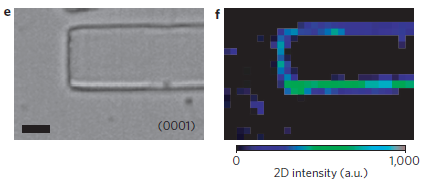 e
f
(0001)
0
1,000
2D intensity (a.u.)